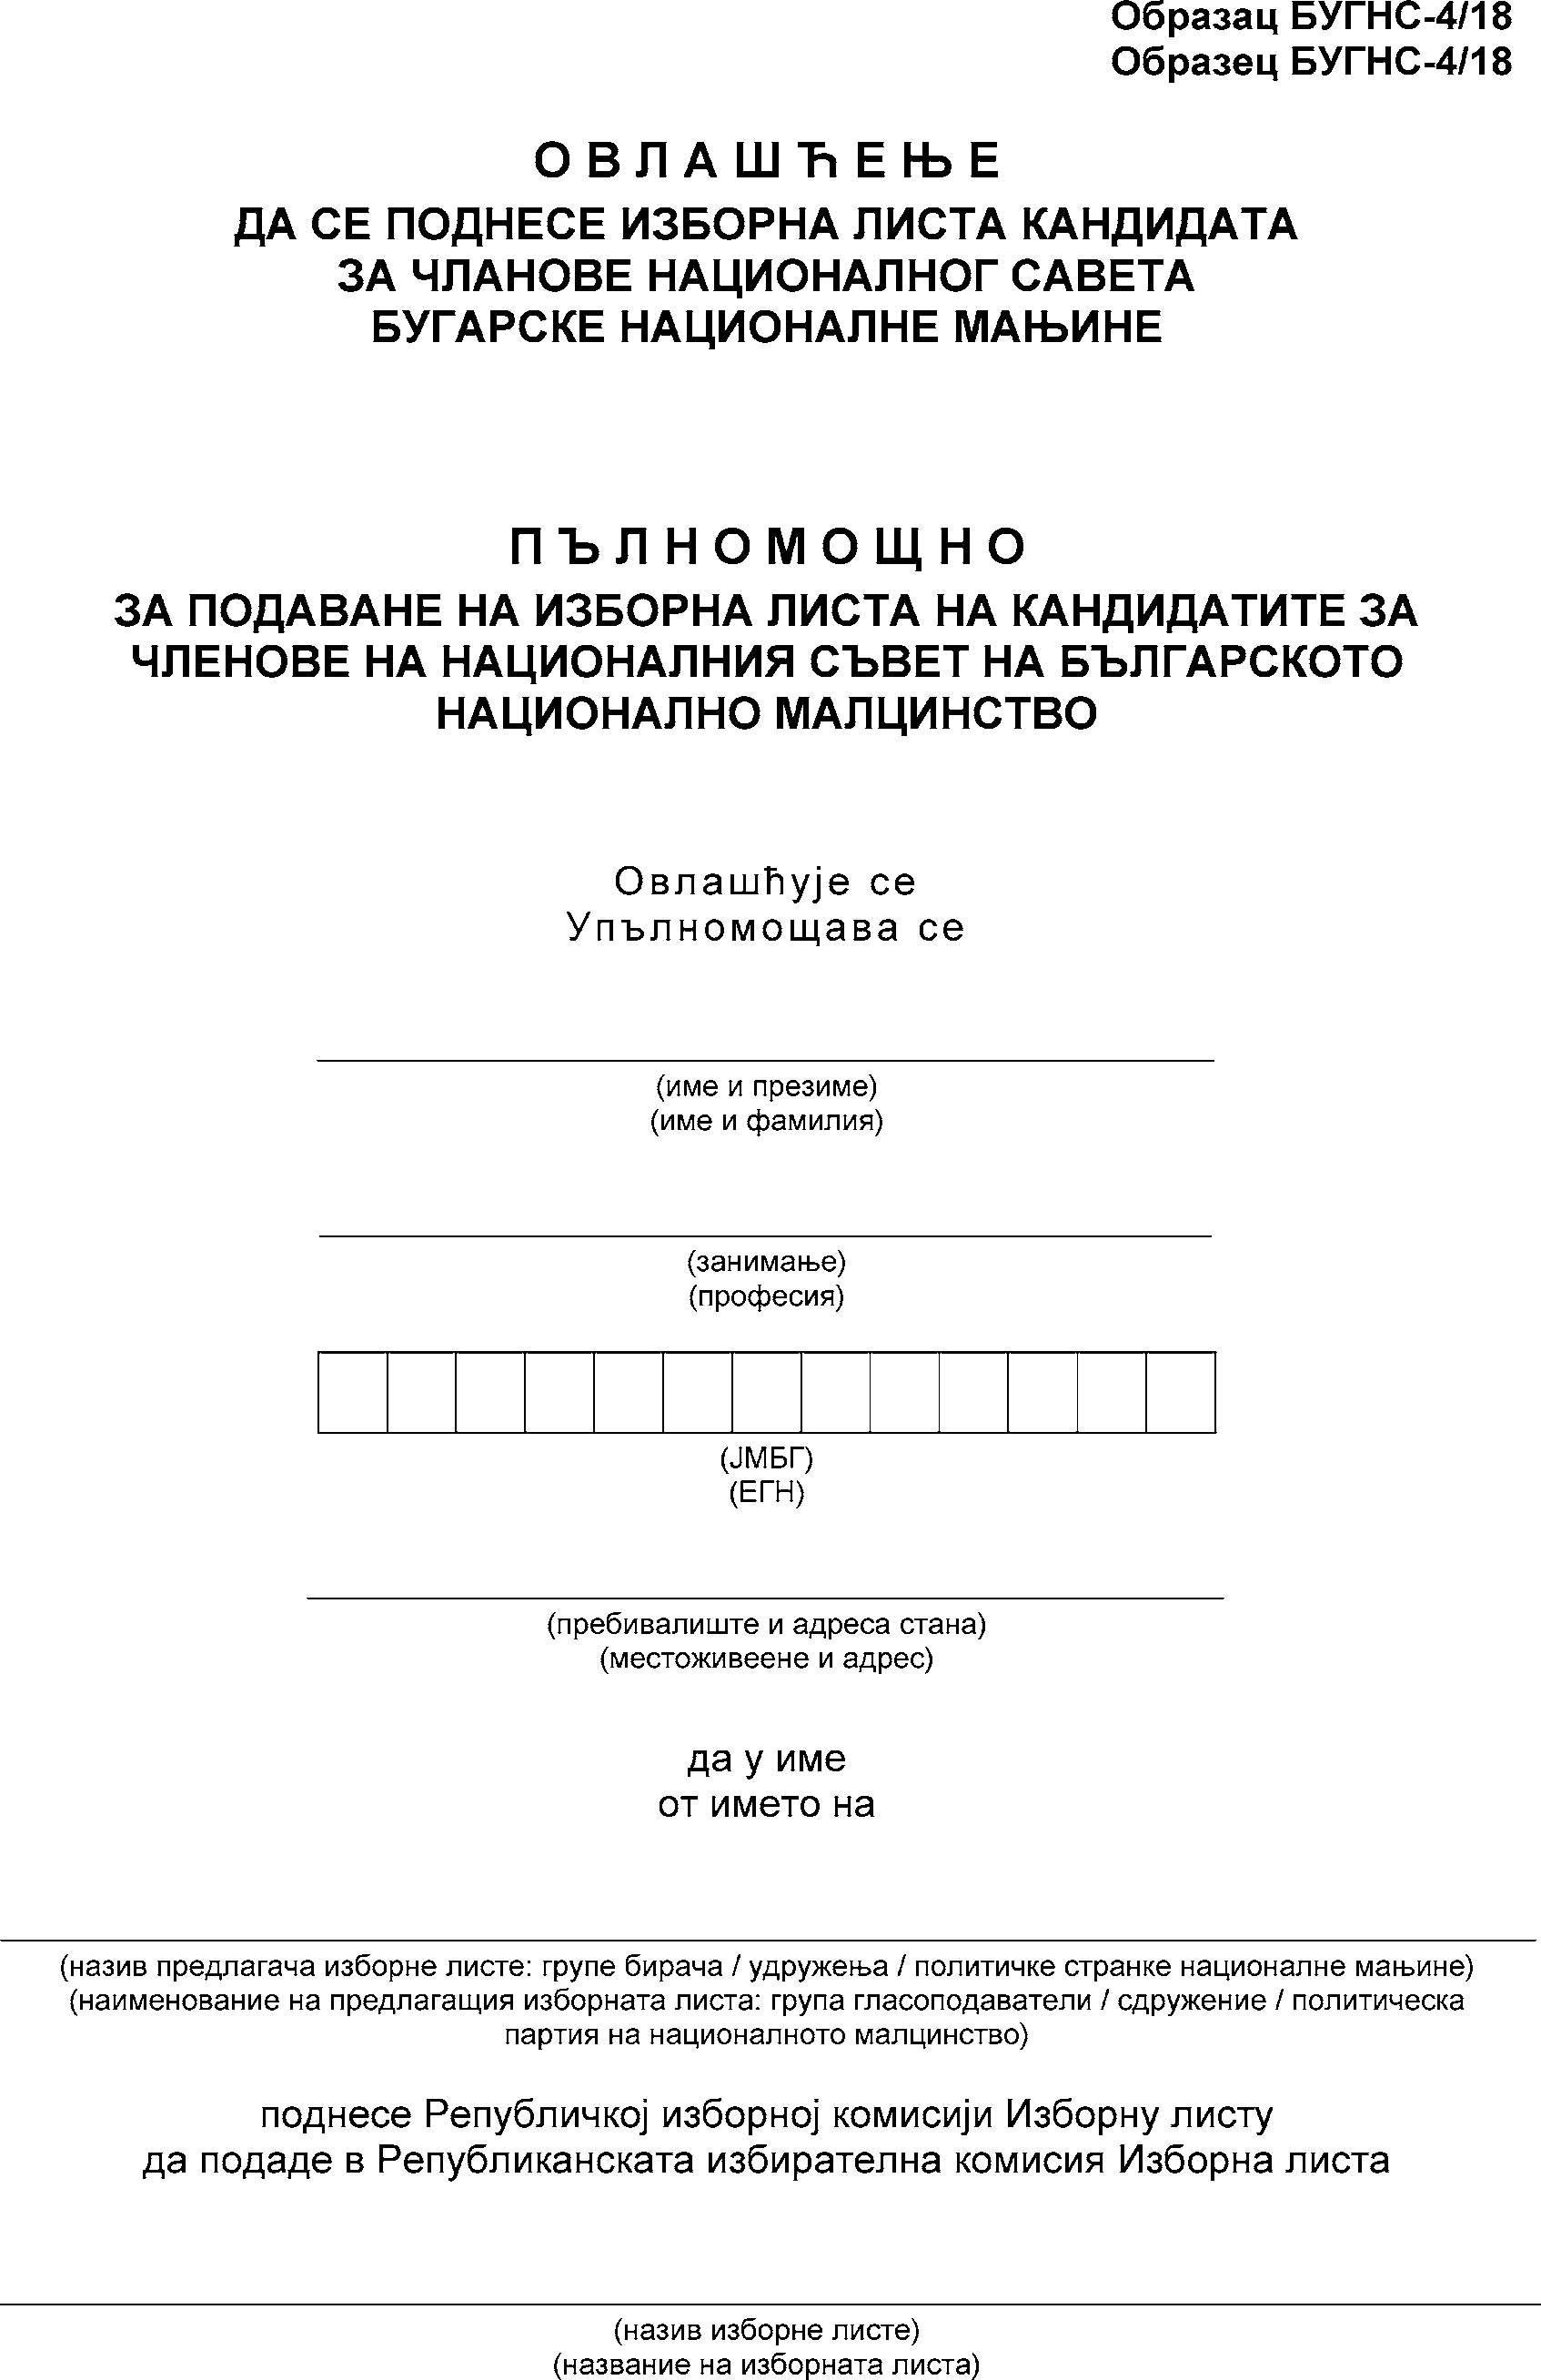 Образац БУГНС-4/18
Образец БУГНС-4/18
О В Л А Ш Ћ Е Њ Е
ДА СЕ ПОДНЕСЕ ИЗБОРНА ЛИСТА КАНДИДАТА
ЗА ЧЛАНОВЕ НАЦИОНАЛНОГ САВЕТА
БУГАРСКЕ НАЦИОНАЛНЕ МАЊИНЕ
П Ъ Л Н О М О Щ Н О
ЗА ПОДАВАНЕ НА ИЗБОРНА ЛИСТА НА КАНДИДАТИТЕ ЗА
ЧЛЕНОВЕ НА НАЦИОНАЛНИЯ СЪВЕТ НА БЪЛГАРСКОТО
НАЦИОНАЛНО МАЛЦИНСТВО
Овлашћује се
Упълномощава се
(име и презиме)
(име и фамилия)
(занимање)
(професия)
(ЈМБГ)
(ЕГН)
(пребивалиште и адреса стана)
(местоживеене и адрес)
да у име
от името на
(назив предлагача изборне листе: групе бирача / удружења / политичке странке националне мањине)
(наименование на предлагащия изборната листа: група гласоподаватели / сдружение / политическа
партия на националното малцинство)
поднесе Републичкој изборној комисији Изборну листу
да подаде в Републиканската избирателна комисия Изборна листа
(назив изборне листе)
(название на изборната листа)